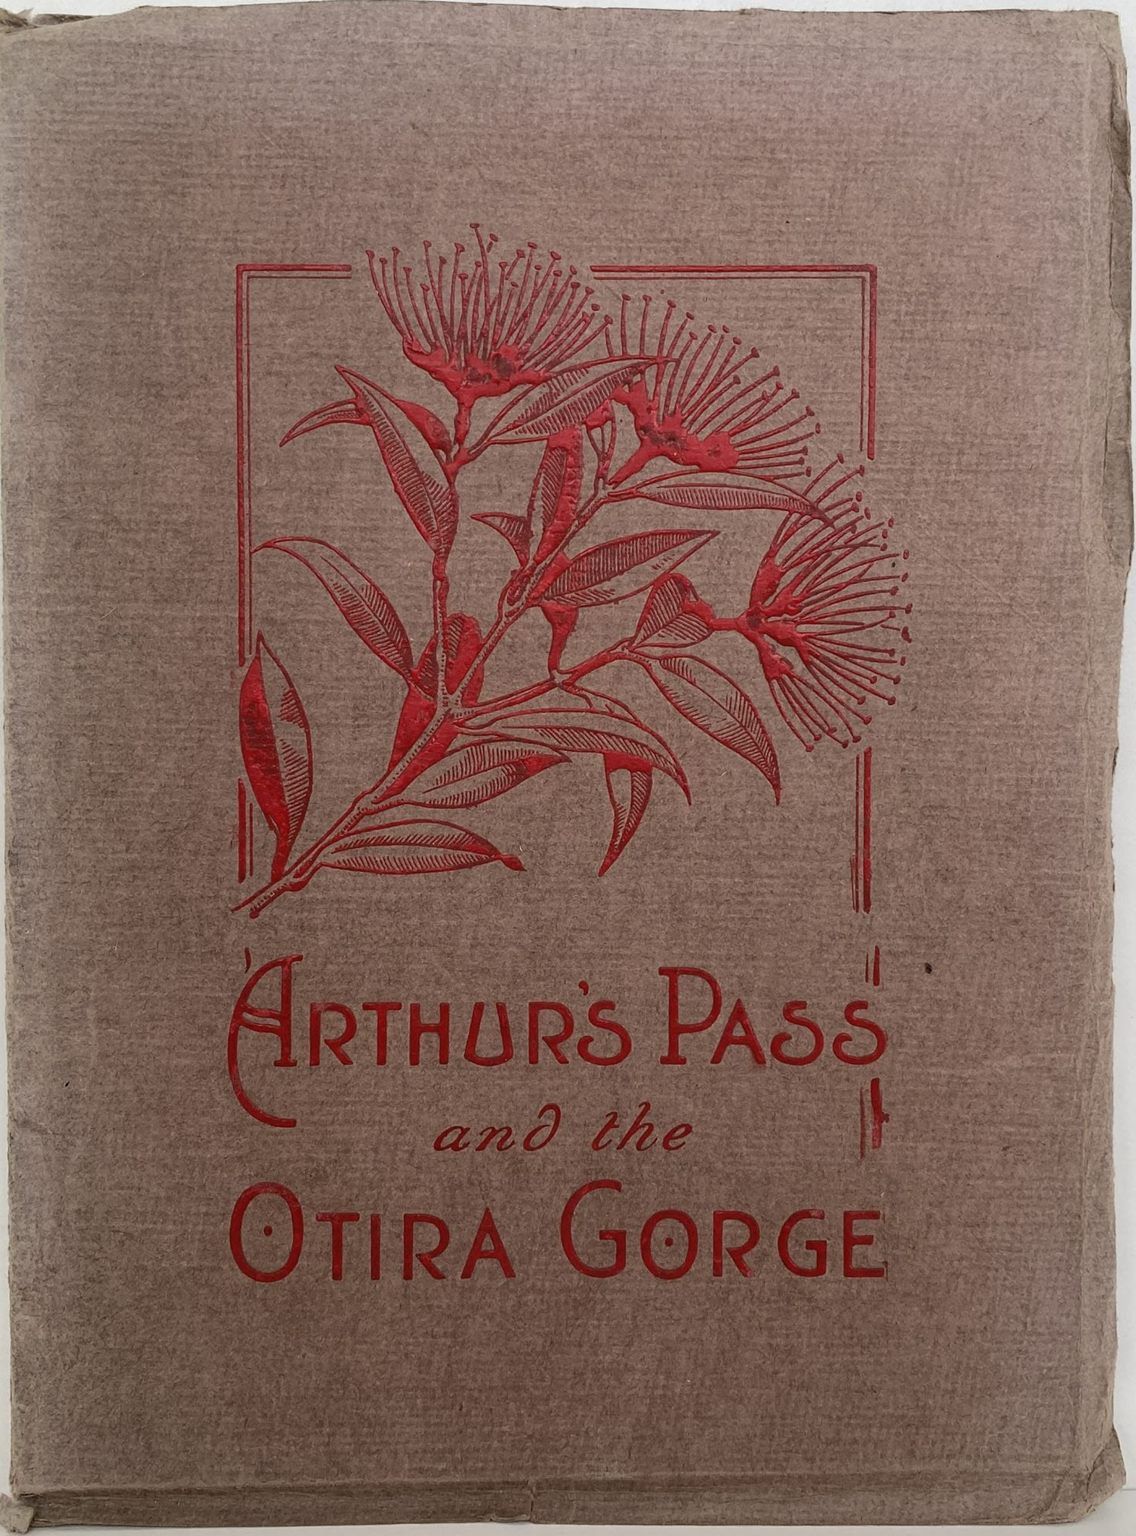 ARTHUR'S PASS
and the
OTIRA GORGE